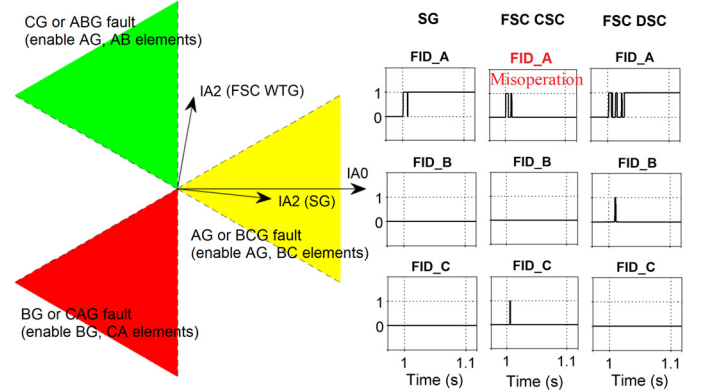 CG or ABG fault
(enable AG, AB elements)
IA2 (FSC WTG)
IA0
IA2 (SG)
AG or BCG fault
(enable AG, BC elements)
BG or CAG fault
(enable BG, CA elements)
SG
FSC CSC
FSC DSC
FID_A
FID_A
FID_A
Misoperation
1
0
FID_B
FID_B
FID_B
1
0
FID_C
FID_C
FID_C
1
0
1
1.1
1
1.1
1
1.1
Time (s)
Time (s)
Time (s)